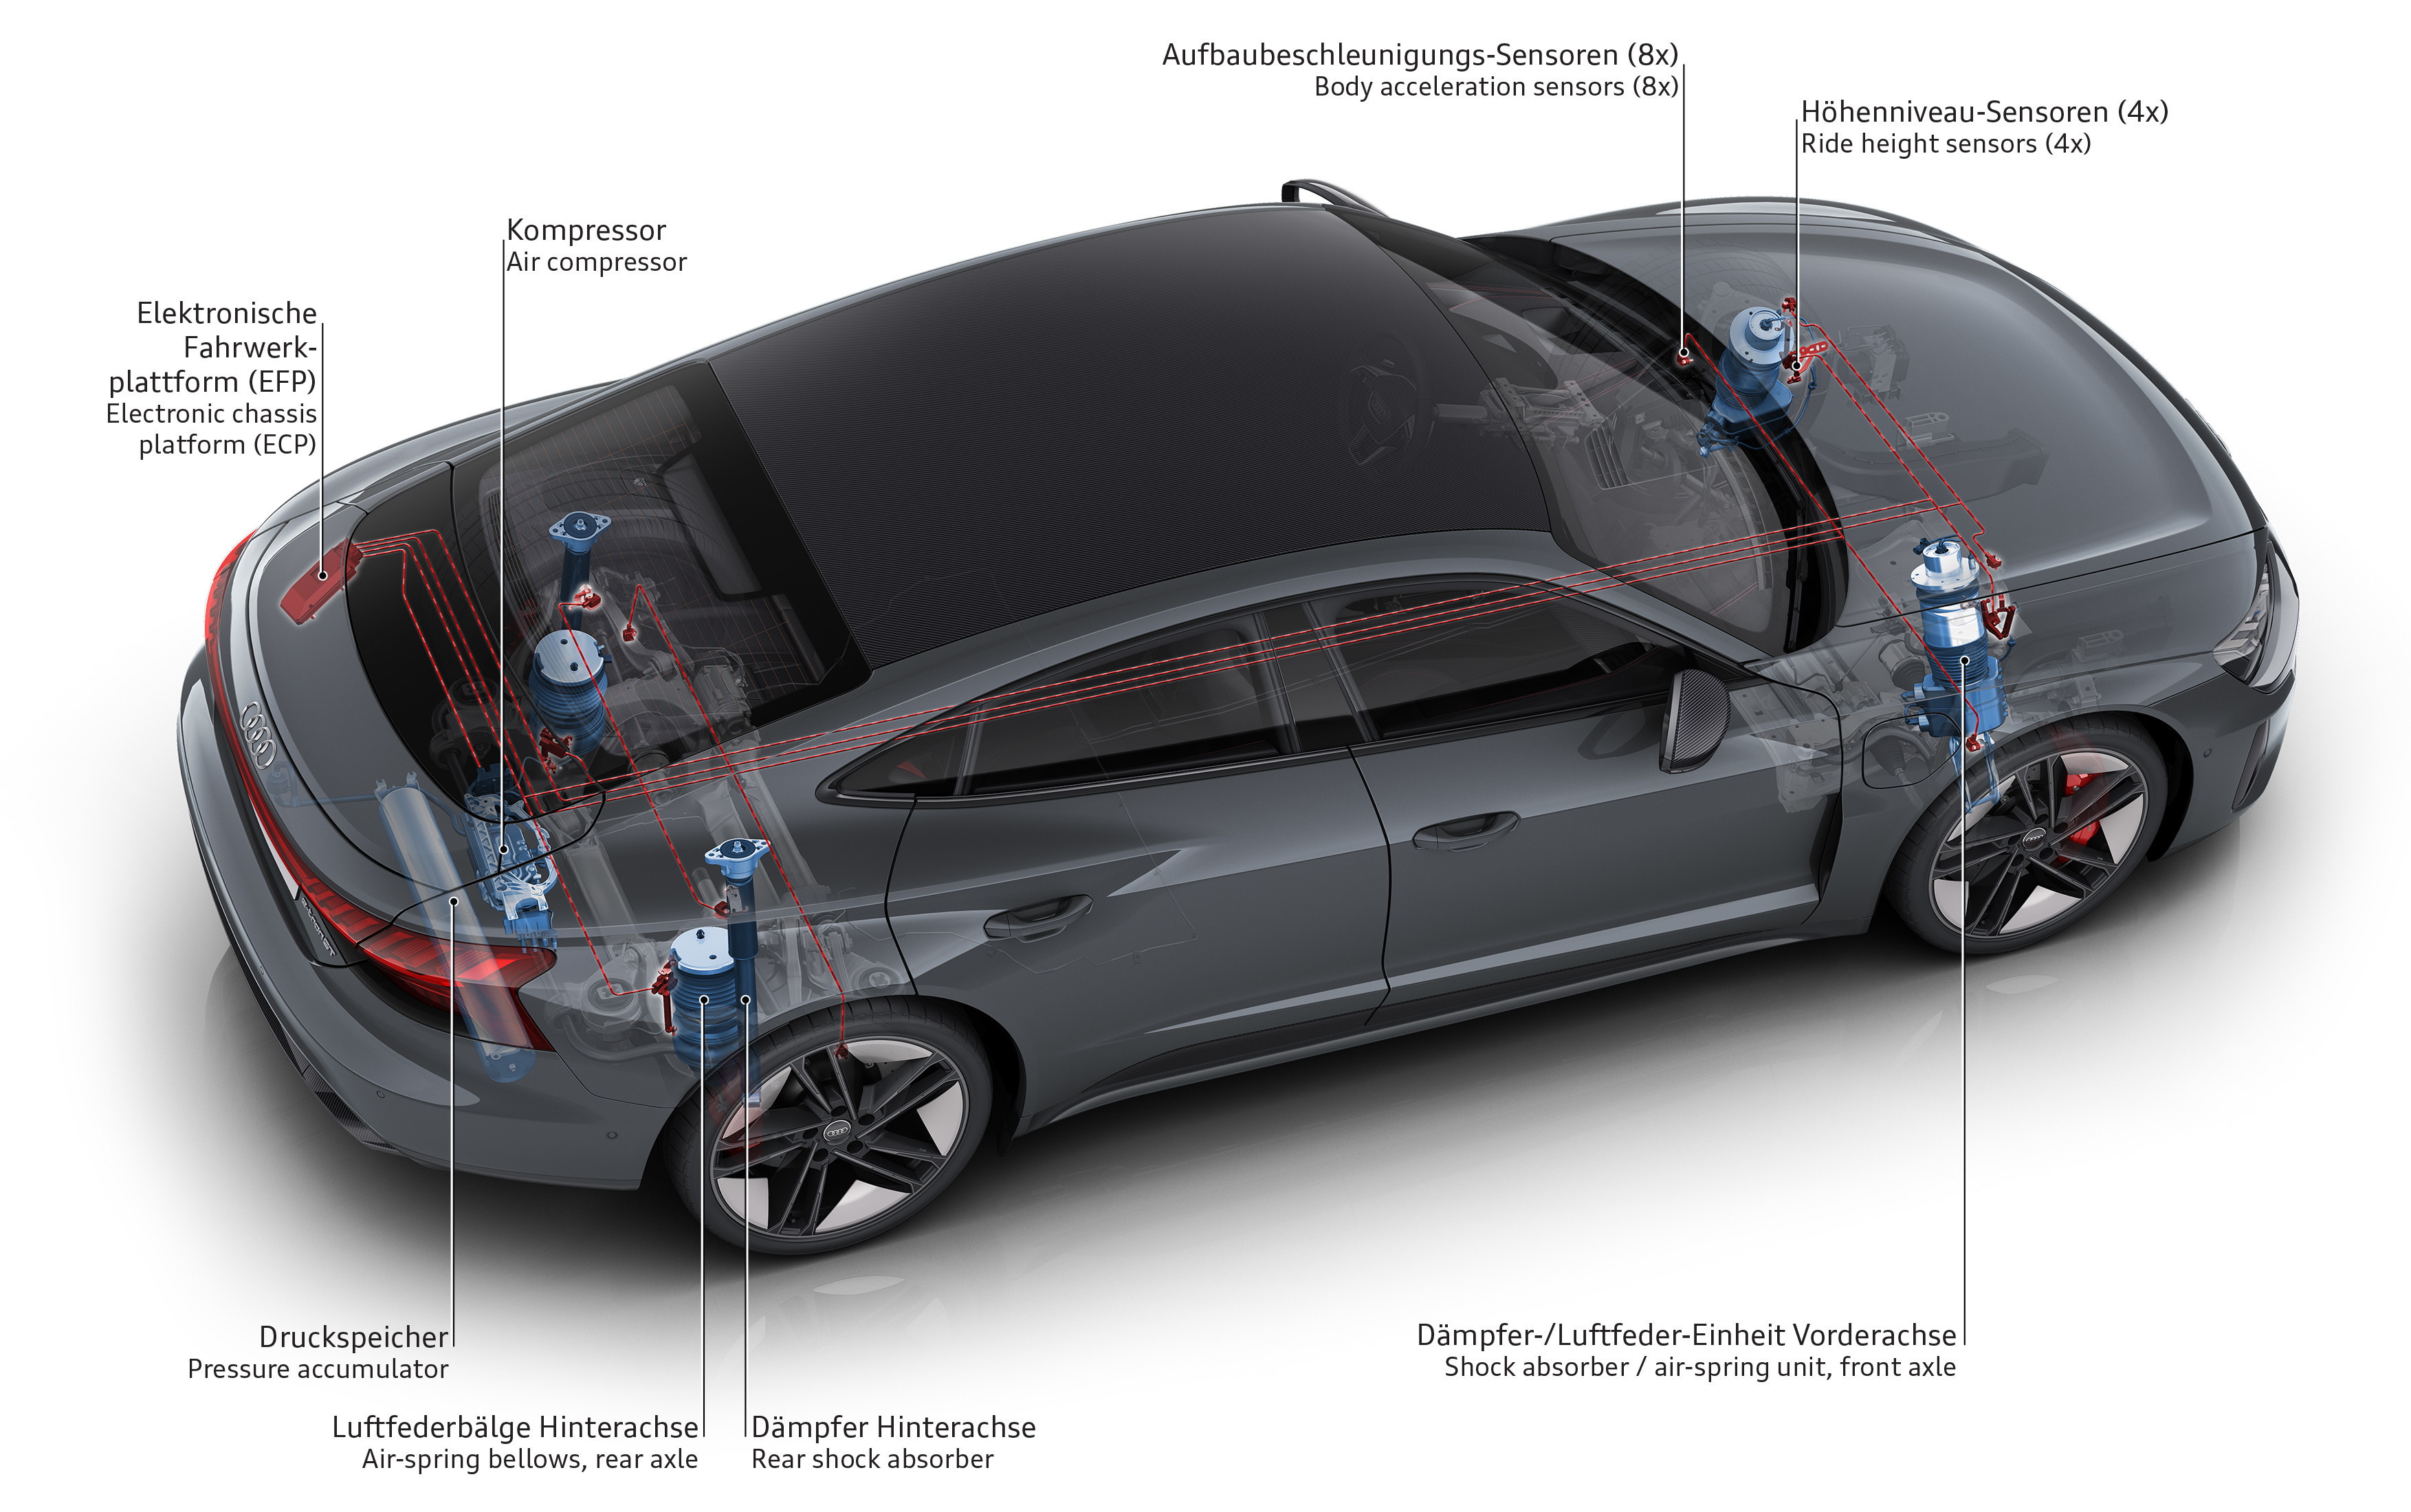 Aufbaubeschleunigungs-Sensoren (8x)
Body acceleration sensors (8x)
Höhenniveau-Sensoren (4x)
Ride height sensors (4x)
Kompressor
Air compressor
Elektronische
Fahrwerk-
plattform (EFP)
Electronic chassis
platform (ECP)
Druckspeicher
Pressure accumulator
Luftfederbälge Hinterachse
Air-spring bellows, rear axle
Dämpfer Hinterachse
Rear shock absorber
Dämpfer-/Luftfeder-Einheit Vorderachse
Shock absorber / air-spring unit, front axle